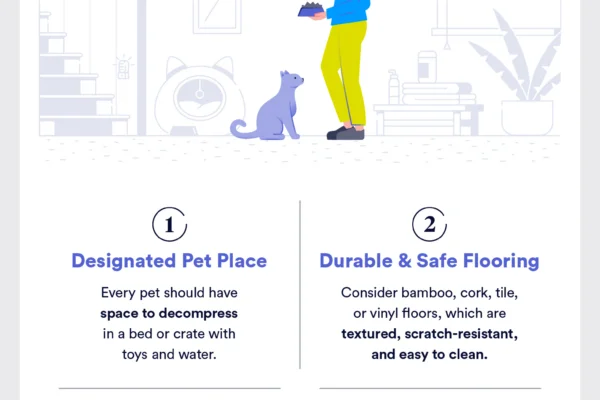 1
Designated Pet Place
Every pet should have
space to decompress
in a bed or crate with
toys and water.
2
Durable & Safe Flooring
Consider bamboo, cork, tile,
or vinyl floors, which are
textured, scratch-resistant,
and easy to clean.